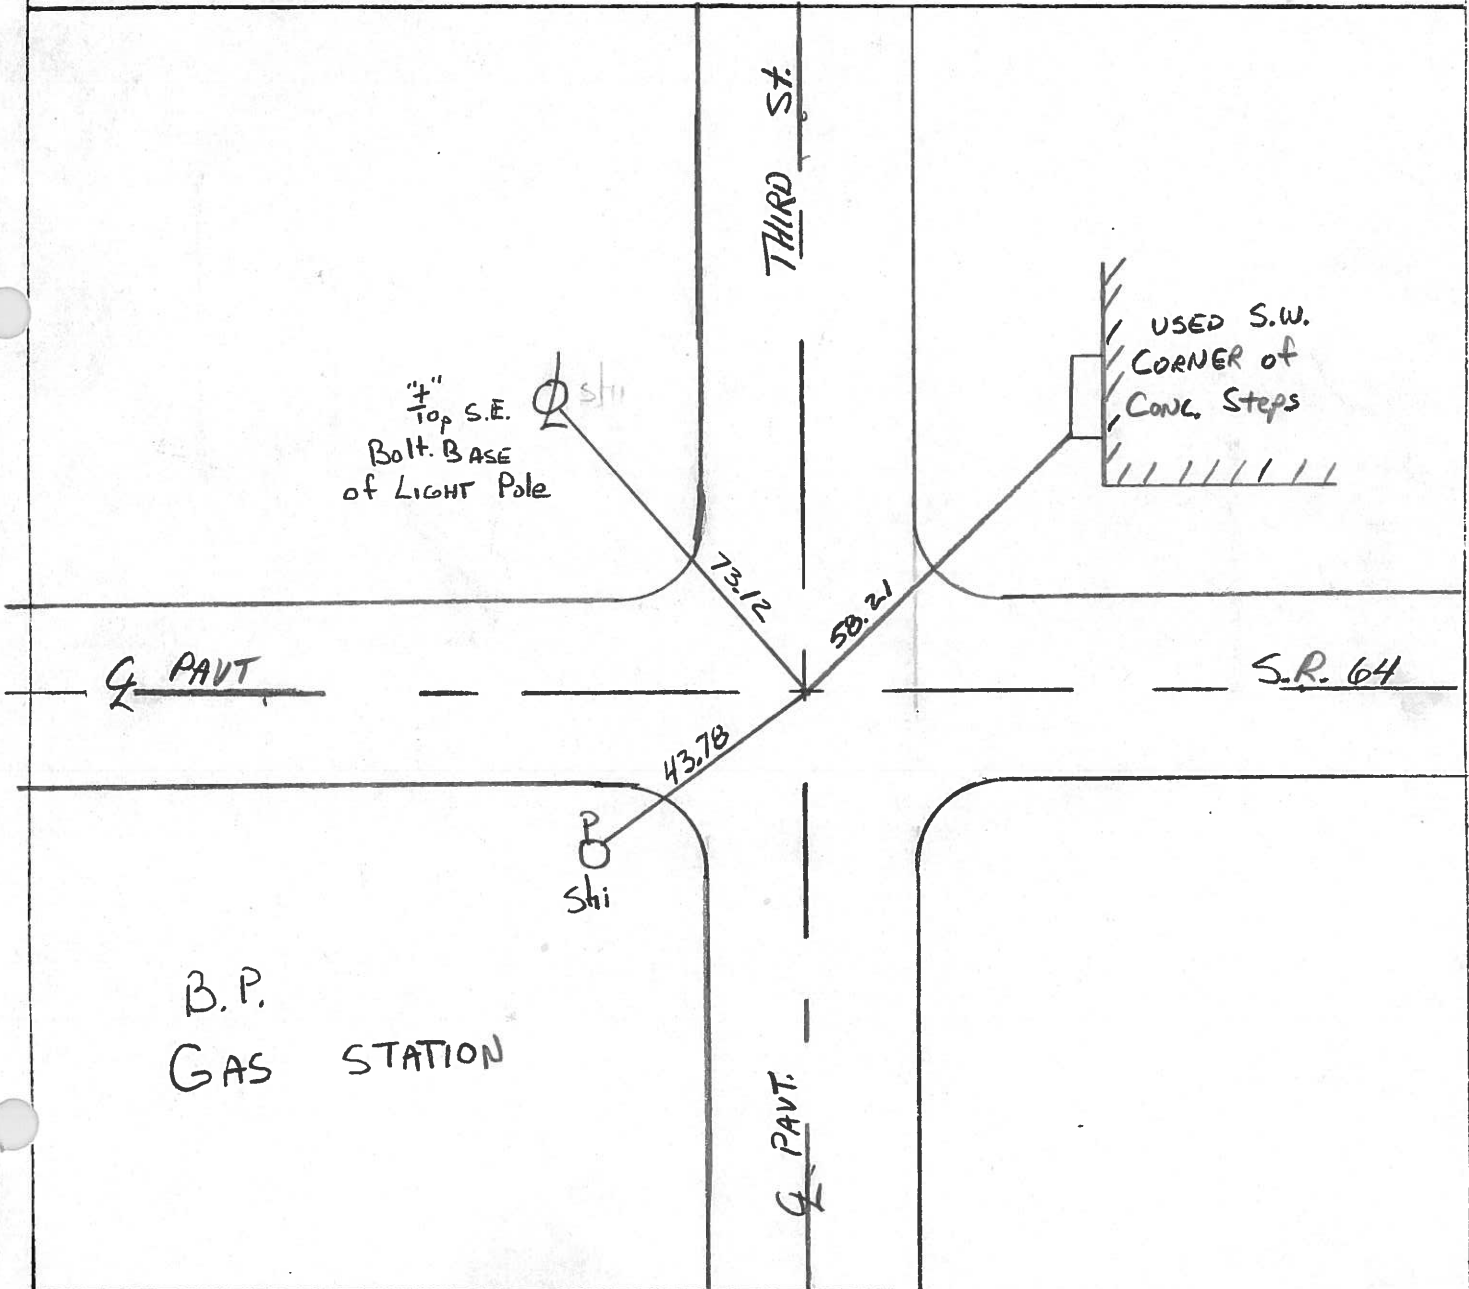 THIRD St.
USED S.W.
CORNER of
CONC. Steps
"+"
Top S.E.
Bolt. BASE
of LIGHT Pole
shi
73.12
58.21
℄ PAVT
S.R. 64
43.78
P
Shi
B.P.
GAS STATION
℄ PAVT.